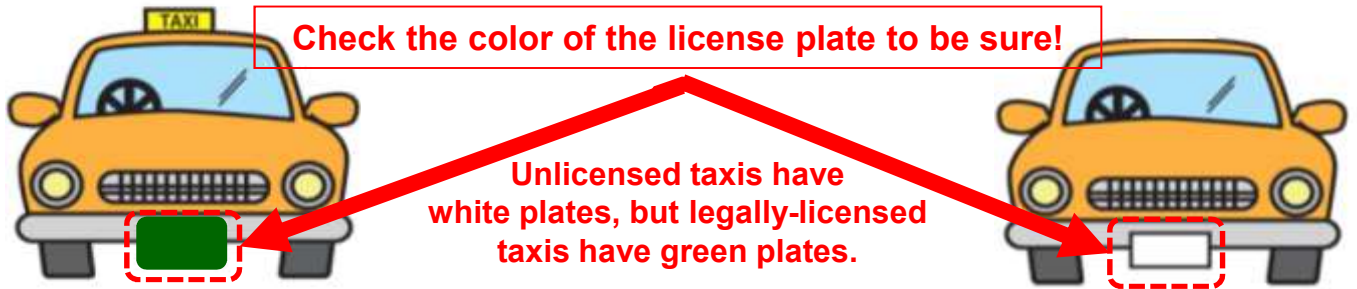 TAXI
Check the color of the license plate to be sure!
Unlicensed taxis have
white plates, but legally-licensed
taxis have green plates.